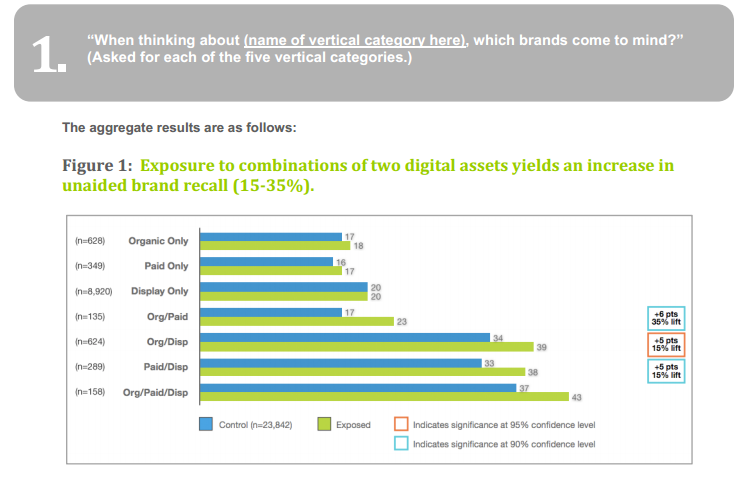 1.
“When thinking about (name of vertical category here), which brands come to mind?”
(Asked for each of the five vertical categories.)
The aggregate results are as follows:
Figure 1: Exposure to combinations of two digital assets yields an increase in
unaided brand recall (15-35%).
(n=628) Organic Only 17
18
(n=349) Paid Only 16
17
(n=8,920) Display Only 20
20
(n=135) Org/Paid 17
23
+6 pts
35% lift
(n=624) Org/Disp 34
39
+5 pts
15% lift
(n=289) Paid/Disp 33
38
+5 pts
15% lift
(n=158) Org/Paid/Disp 37
43
Control (n=23,842) Exposed Indicates significance at 95% confidence level
Indicates significance at 90% confidence level